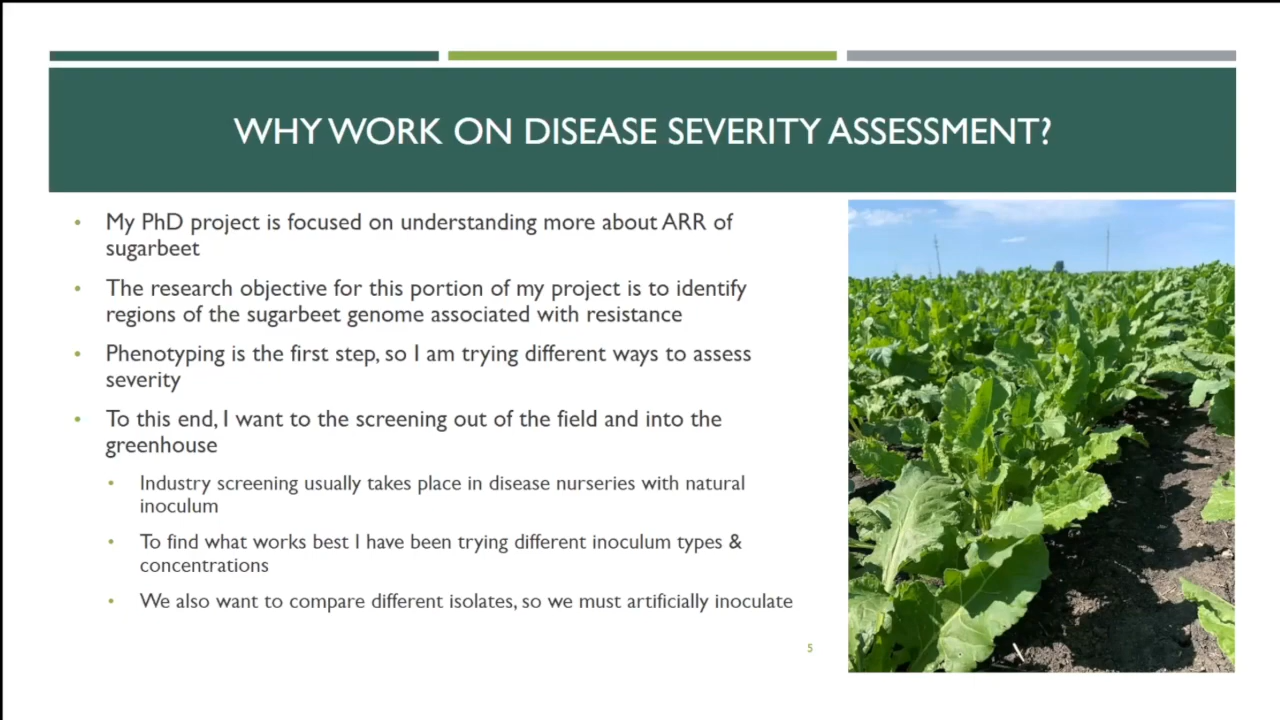 WHY WORK ON DISEASE SEVERITY ASSESSMENT?
• My PhD project is focused on understanding more about ARR of
sugarbeet
• The research objective for this portion of my project is to identify
regions of the sugarbeet genome associated with resistance
• Phenotyping is the first step, so I am trying different ways to assess
severity
• To this end, I want to the screening out of the field and into the
greenhouse
• Industry screening usually takes place in disease nurseries with natural
inoculum
• To find what works best I have been trying different inoculum types &
concentrations
• We also want to compare different isolates, so we must artificially inoculate
5